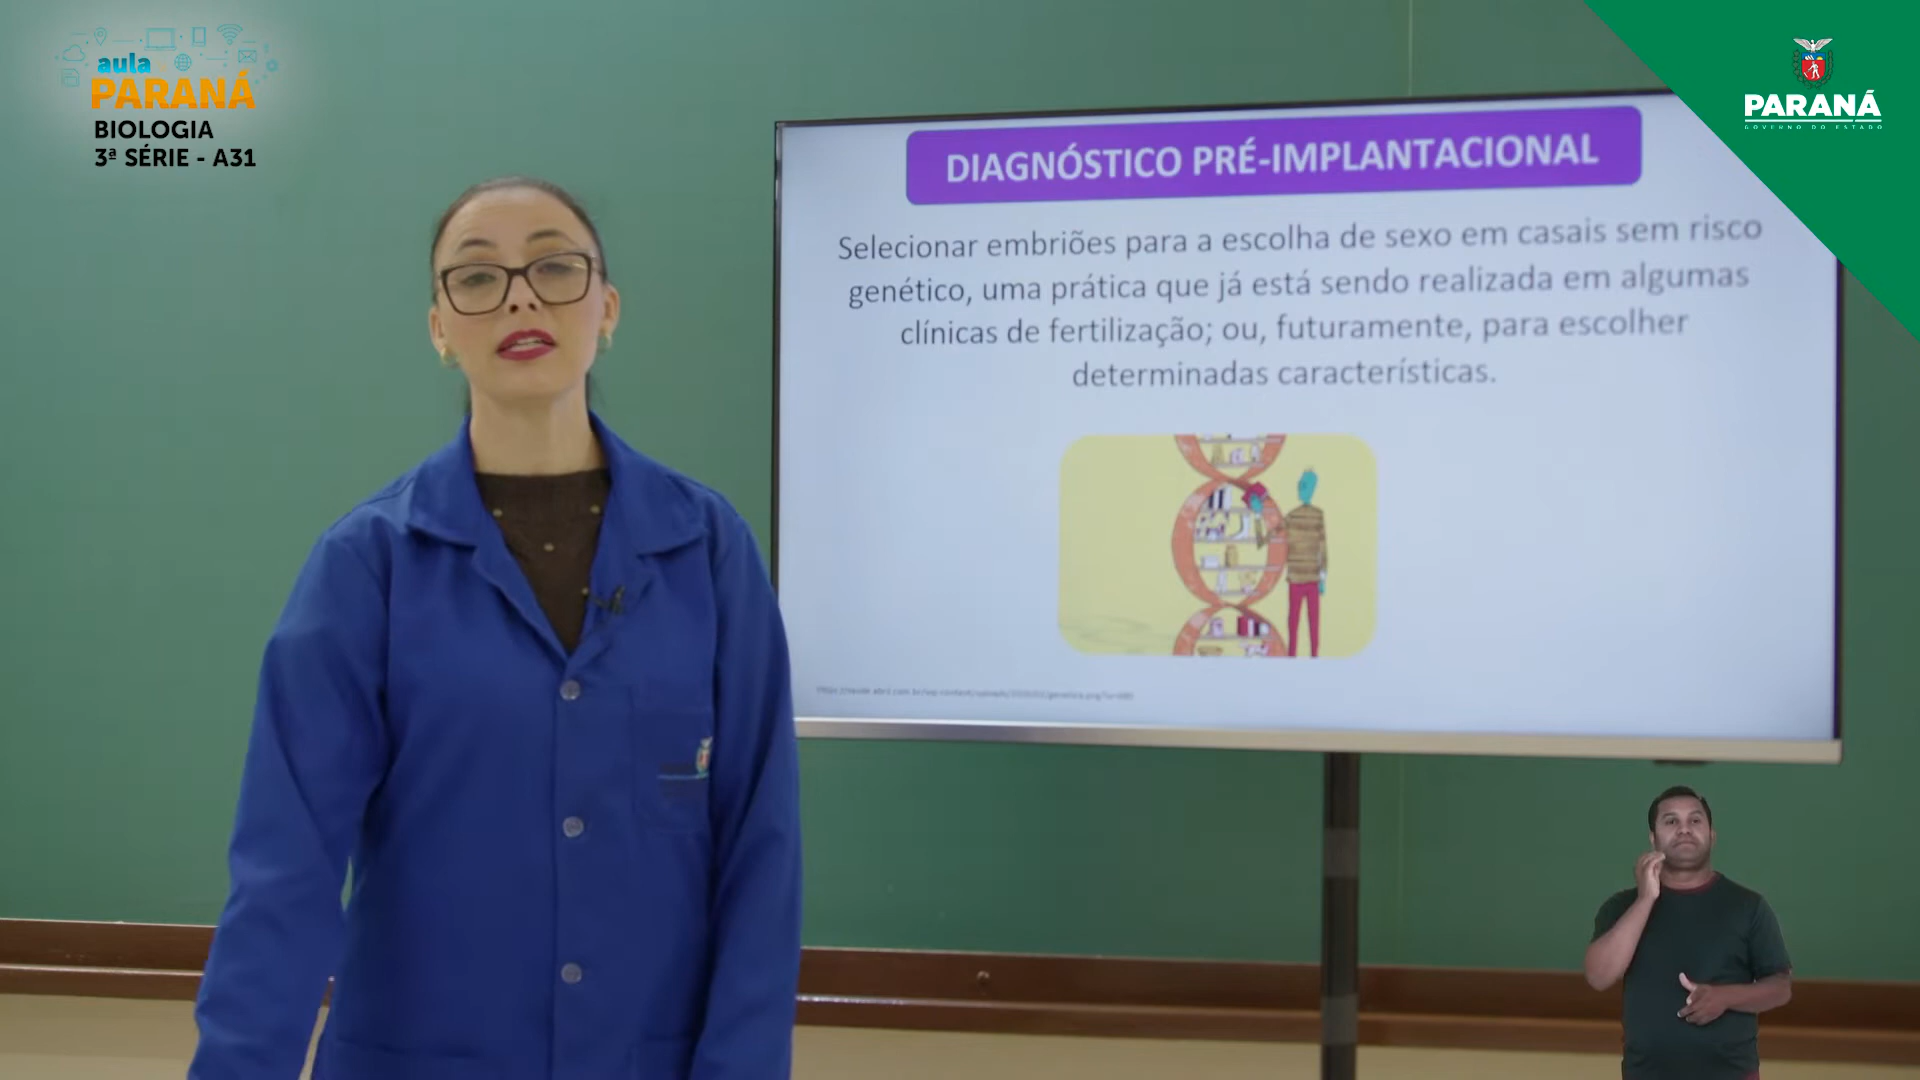 aula
PARANÁ
BIOLOGIA
3ª SÉRIE - A31
PARANÁ
GOVERNO DO ESTADO
DIAGNÓSTICO PRÉ-IMPLANTACIONAL
Selecionar embriões para a escolha de sexo em casais sem risco
genético, uma prática que já está sendo realizada em algumas
clínicas de fertilização; ou, futuramente, para escolher
determinadas características.